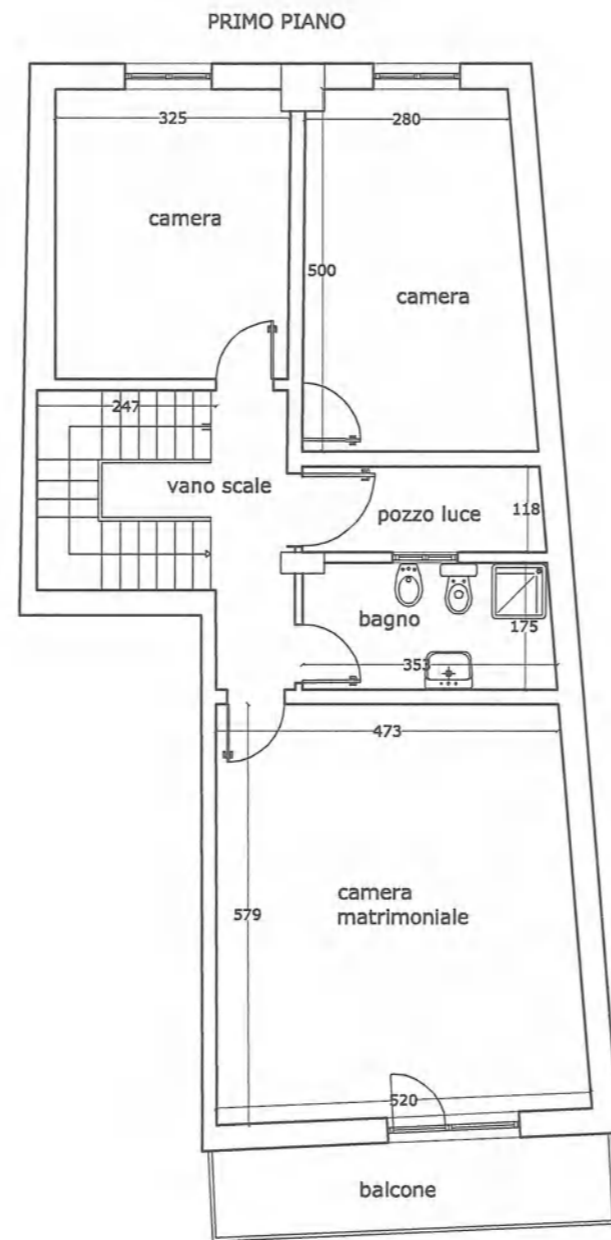 PRIMO PIANO
325
280
camera
500
camera
247
vano scale
pozzo luce
118
bagno
175
353
473
camera
matrimoniale
579
520
balcone